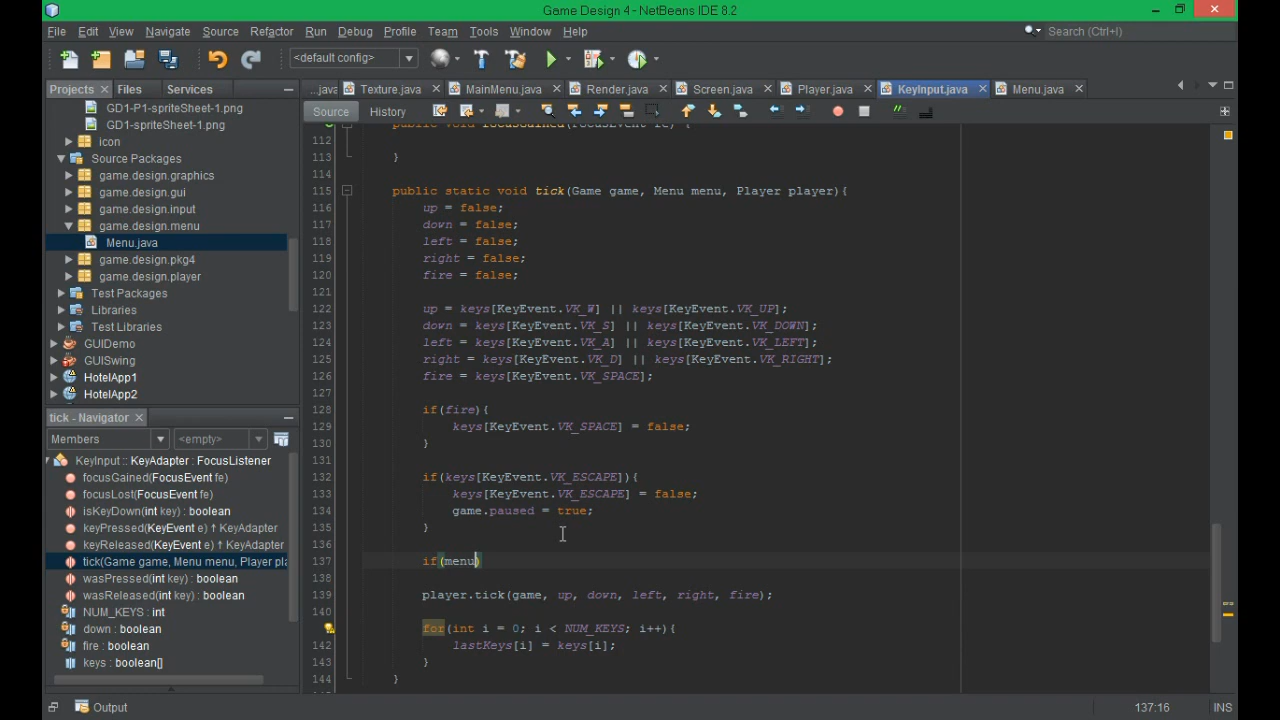 Game Design 4 - NetBeans IDE 8.2
File Edit View Navigate Source Refactor Run Debug Profile Team Tools Window Help
Search (Ctrl+I)
<default config>
Projects Files Services
...java Texture.java MainMenu.java Render.java Screen.java Player.java KeyInput.java Menu.java
Source History
GD1-P1-spriteSheet-1.png
GD1-spriteSheet-1.png
icon
Source Packages
game.design.graphics
game.design.gui
game.design.input
game.design.menu
Menu.java
game.design.pkg4
game.design.player
Test Packages
Libraries
Test Libraries
GUIDemo
GUISwing
HotelApp1
HotelApp2
tick - Navigator
Members <empty>
KeyInput :: KeyAdapter : FocusListener
focusGained(FocusEvent fe)
focusLost(FocusEvent fe)
isKeyDown(int key) : boolean
keyPressed(KeyEvent e) ↑ KeyAdapter
keyReleased(KeyEvent e) ↑ KeyAdapter
tick(Game game, Menu menu, Player pla
wasPressed(int key) : boolean
wasReleased(int key) : boolean
NUM_KEYS : int
down : boolean
fire : boolean
keys : boolean[]
public void focusGained(FocusEvent fe) {
112
113 }
114
115 public static void tick(Game game, Menu menu, Player player){
116 up = false;
117 down = false;
118 left = false;
119 right = false;
120 fire = false;
121
122 up = keys[KeyEvent.VK_W] || keys[KeyEvent.VK_UP];
123 down = keys[KeyEvent.VK_S] || keys[KeyEvent.VK_DOWN];
124 left = keys[KeyEvent.VK_A] || keys[KeyEvent.VK_LEFT];
125 right = keys[KeyEvent.VK_D] || keys[KeyEvent.VK_RIGHT];
126 fire = keys[KeyEvent.VK_SPACE];
127
128 if(fire){
129 keys[KeyEvent.VK_SPACE] = false;
130 }
131
132 if(keys[KeyEvent.VK_ESCAPE]){
133 keys[KeyEvent.VK_ESCAPE] = false;
134 game.paused = true;
135 }
136
137 if(menu)
138
139 player.tick(game, up, down, left, right, fire);
140
for(int i = 0; i < NUM_KEYS; i++){
142 lastKeys[i] = keys[i];
143 }
144 }
Output 137:16 INS